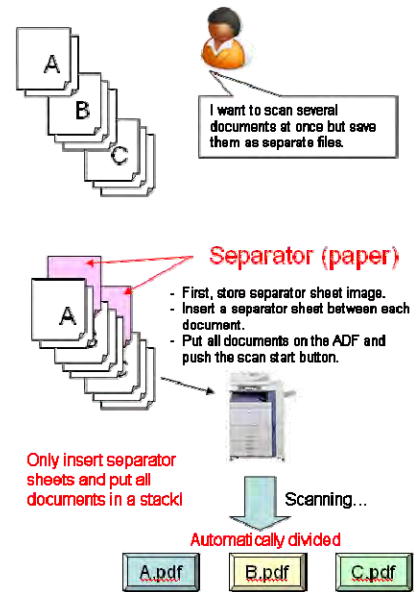 A
B
C
I want to scan several
documents at once but save
them as separate files.
Separator (paper)
- First, store separator sheet image.
- Insert a separator sheet between each
document.
- Put all documents on the ADF and
push the scan start button.
A
Only insert separator
sheets and put all
documents in a stack!
Scanning...
Automatically divided
A.pdf B.pdf C.pdf